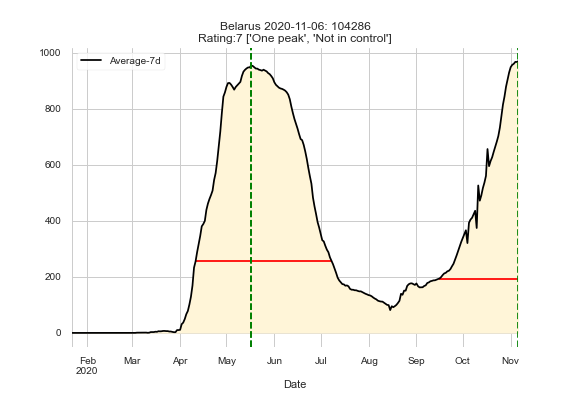 Belarus 2020-11-06: 104286
Rating:7 ['One peak', 'Not in control']
Average-7d
1000
800
600
400
200
0
Feb Mar Apr May Jun Jul Aug Sep Oct Nov
2020
Date